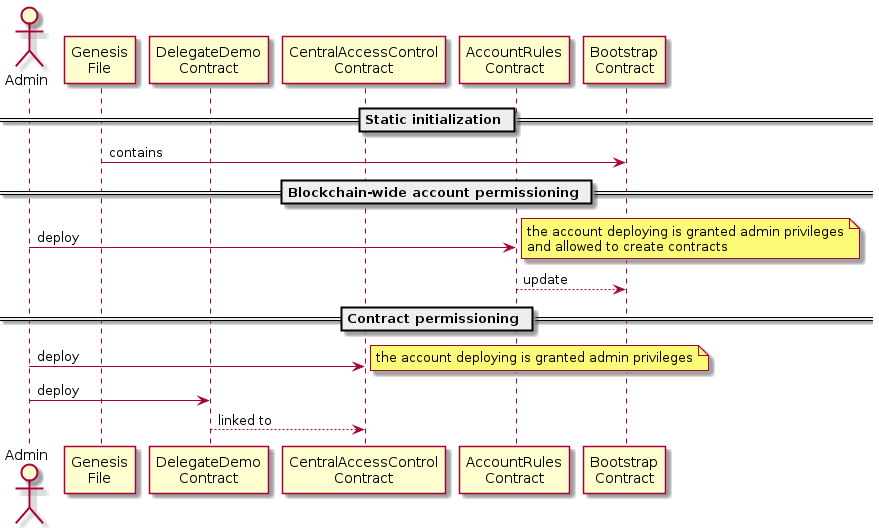 Admin
Genesis
File
DelegateDemo
Contract
CentralAccessControl
Contract
AccountRules
Contract
Bootstrap
Contract
Static initialization
contains
Blockchain-wide account permissioning
deploy
the account deploying is granted admin privileges
and allowed to create contracts
update
Contract permissioning
deploy
the account deploying is granted admin privileges
deploy
linked to
Admin
Genesis
File
DelegateDemo
Contract
CentralAccessControl
Contract
AccountRules
Contract
Bootstrap
Contract